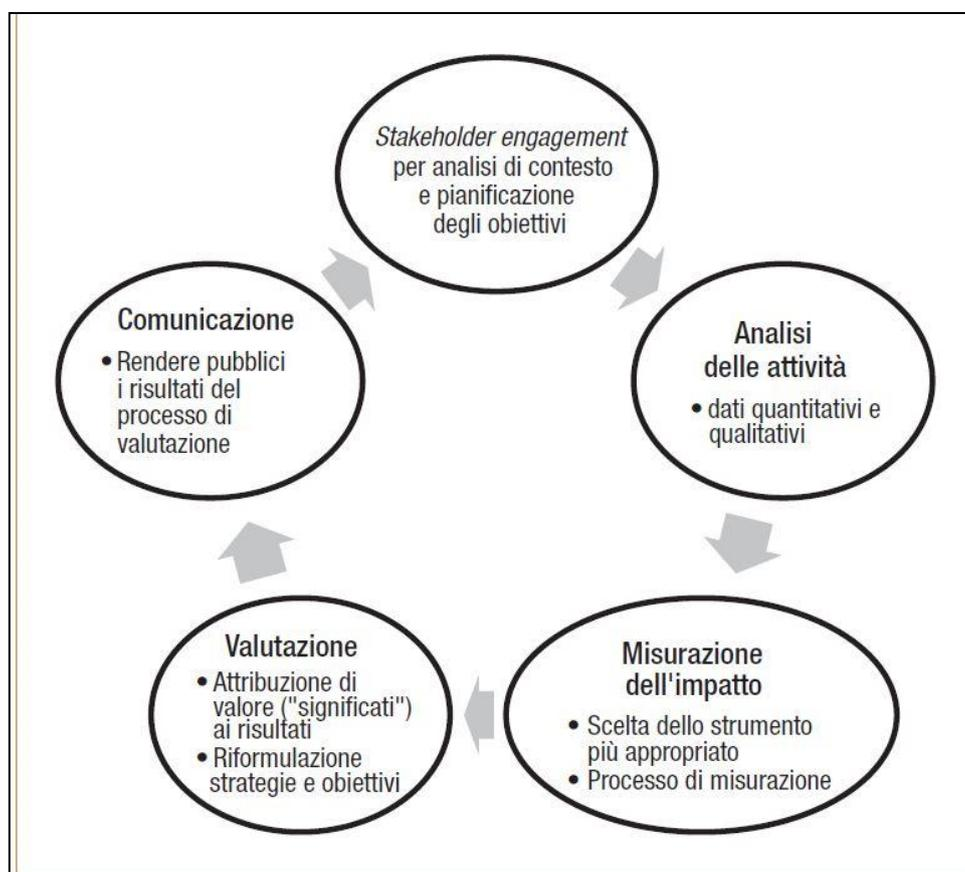 Stakeholder engagement
per analisi di contesto
e pianificazione
degli obiettivi
Analisi
delle attività
• dati quantitativi e
qualitativi
Misurazione
dell'impatto
• Scelta dello strumento
più appropriato
• Processo di misurazione
Valutazione
• Attribuzione di
valore ("significati")
ai risultati
• Riformulazione
strategie e obiettivi
Comunicazione
• Rendere pubblici
i risultati del
processo di
valutazione